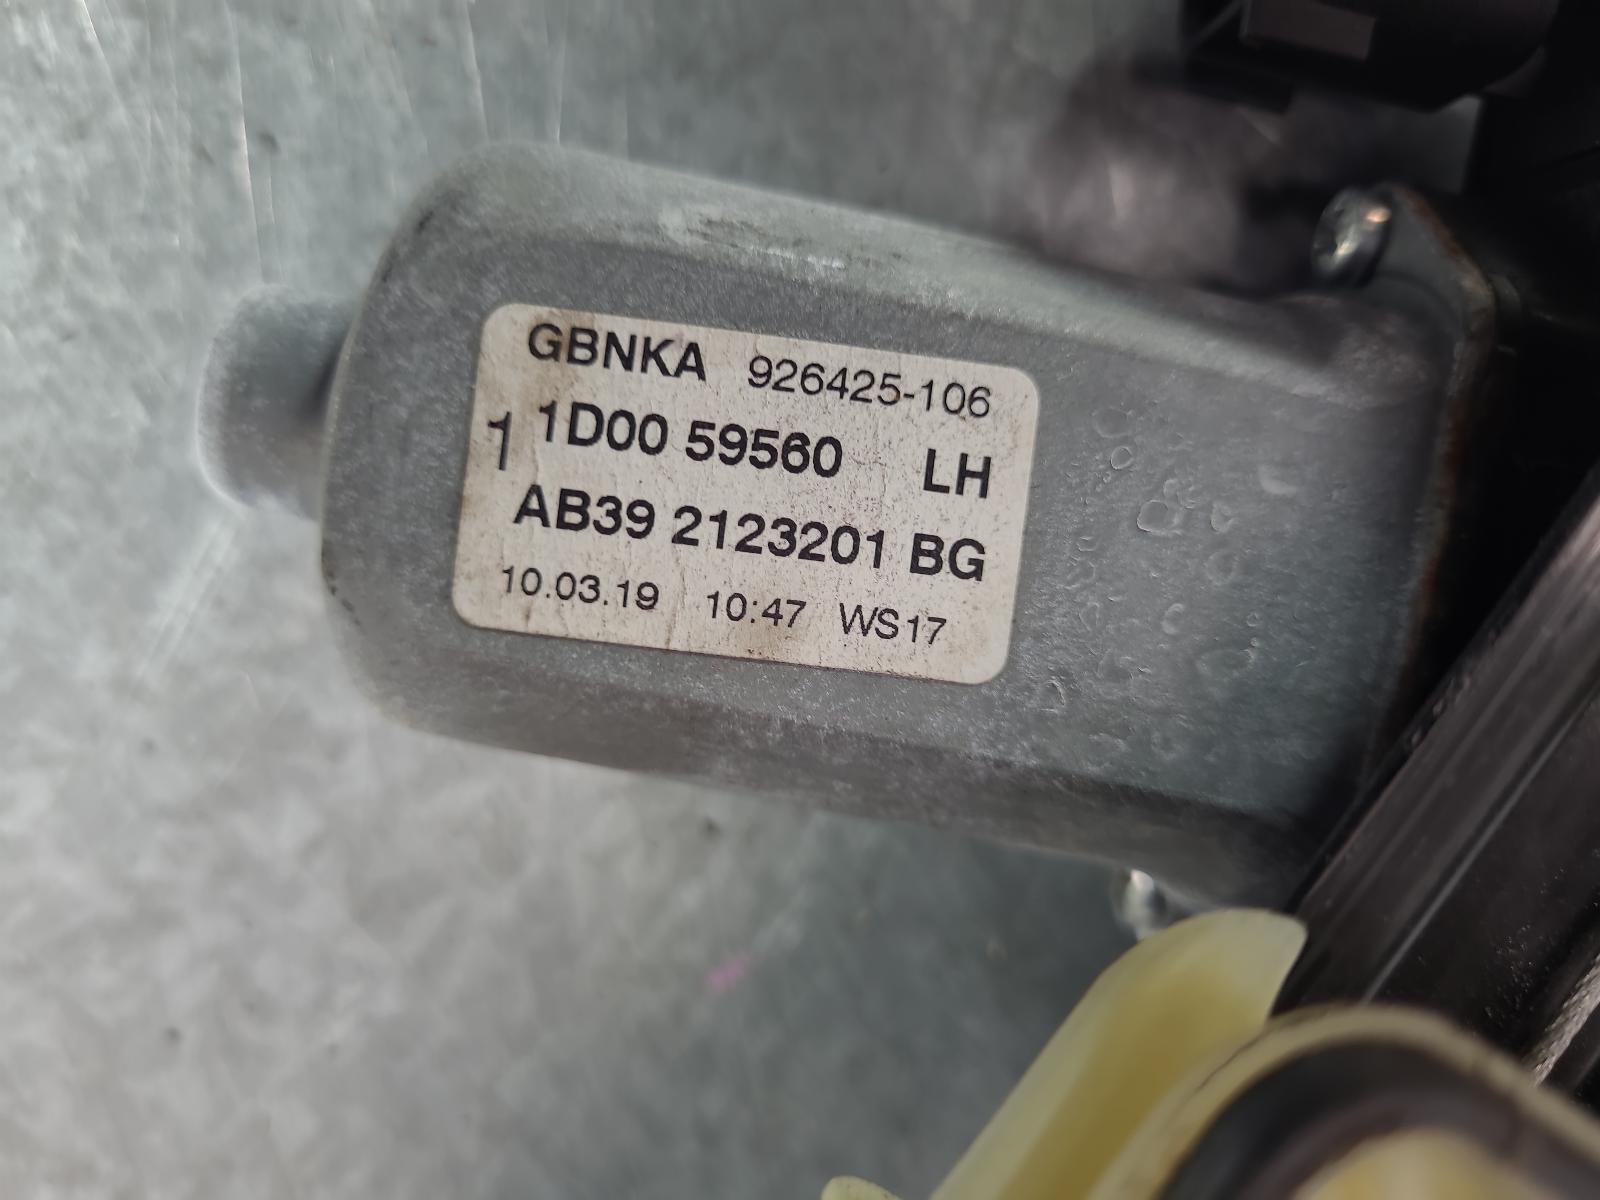 GBNKA 926425-106
1 1D00 59560 LH
AB39 2123201 BG
10.03.19 10:47 WS17